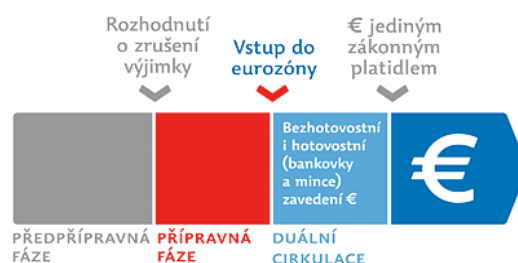 Rozhodnutí
o zrušení
výjimky
Vstup do
eurozóny
€ jediným
zákonným
platidlem
Bezhotovostní
i hotovostní
(bankovky
a mince)
zavedení €
€
PŘEDPŘÍPRAVNÁ
FÁZE
PŘÍPRAVNÁ
FÁZE
DUÁLNÍ
CIRKULACE